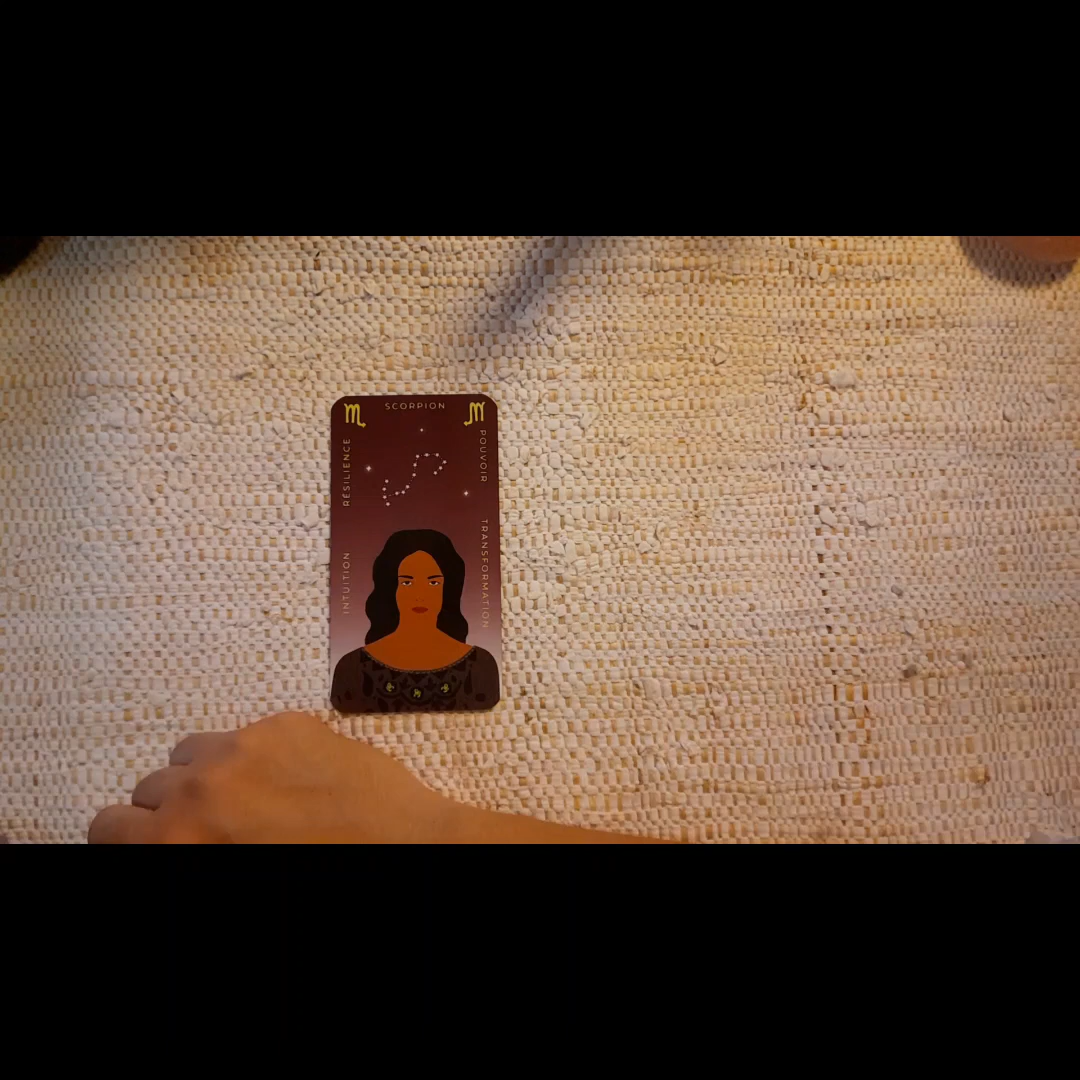 SCORPION
RÉSILIENCE
POUVOIR
INTUITION
TRANSFORMATION